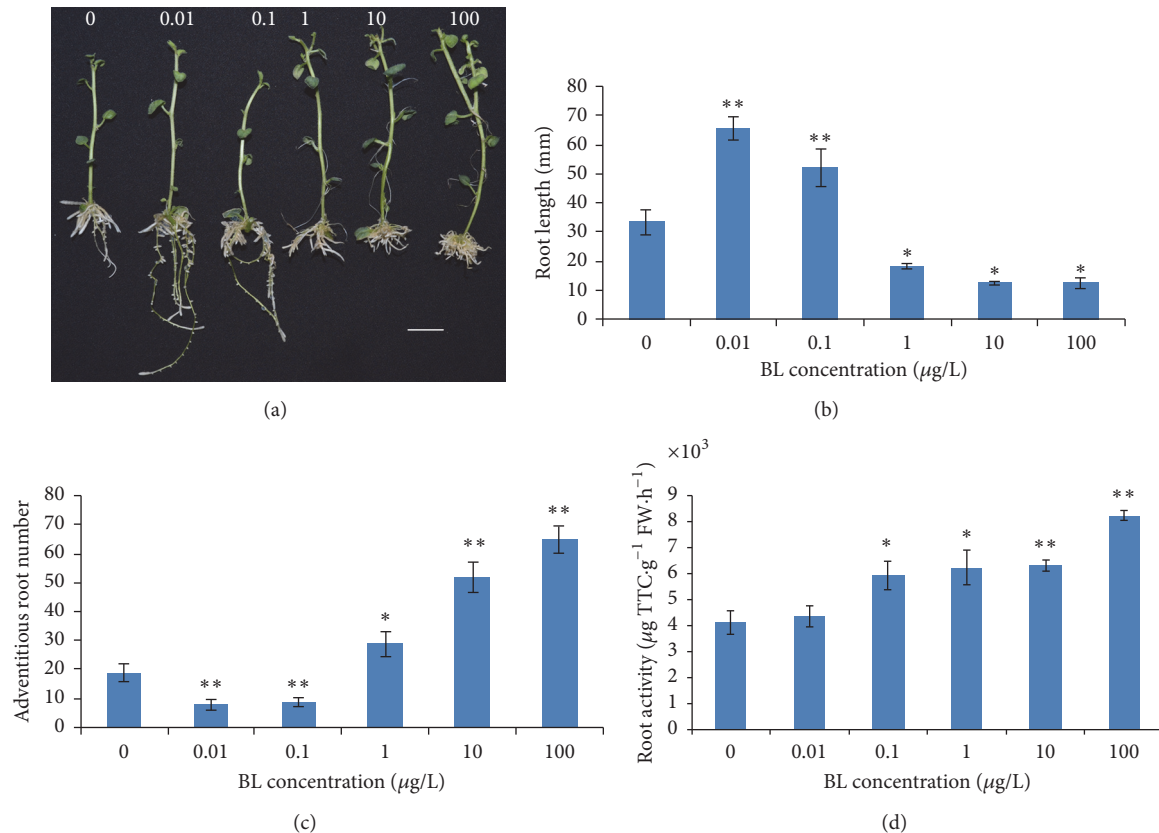 0 0.01 0.1 1 10 100
(a)
Root length (mm)
80
70
60
50
40
30
20
10
0
** ** * * *
0 0.01 0.1 1 10 100
BL concentration (μg/L)
(b)
Adventitious root number
80
70
60
50
40
30
20
10
0
** ** * ** **
0 0.01 0.1 1 10 100
BL concentration (μg/L)
(c)
×10³
Root activity (μg TTC·g⁻¹ FW·h⁻¹)
9
8
7
6
5
4
3
2
1
0
* * ** **
0 0.01 0.1 1 10 100
BL concentration (μg/L)
(d)